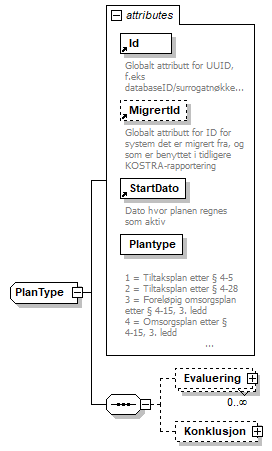 attributes
Id
Globalt attributt for UUID,
f.eks
databaseID/surrogatnøkke...
MigrertId
Globalt attributt for ID for
system det er migrert fra, og
som er benyttet i tidligere
KOSTRA-rapportering
StartDato
Dato hvor planen regnes
som aktiv
Plantype
1 = Tiltaksplan etter § 4-5
2 = Tiltaksplan etter § 4-28
3 = Foreløpig omsorgsplan
etter § 4-15, 3. ledd
4 = Omsorgsplan etter §
4-15, 3. ledd
...
PlanType
Evaluering
0..∞
Konklusjon